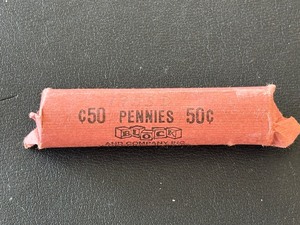 ¢50 PENNIES 50¢
BLOCK
AND COMPANY INC.